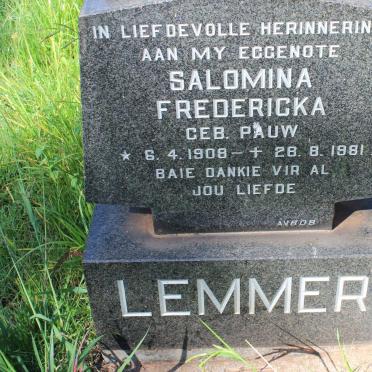 IN LIEFDEVOLLE HERINNERIN
AAN MY EGGENOTE
SALOMINA
FREDERICKA
GEB. PAUW
* 6.4.1908 - + 28.8.1981
BAIE DANKIE VIR AL
JOU LIEFDE
LEMMER